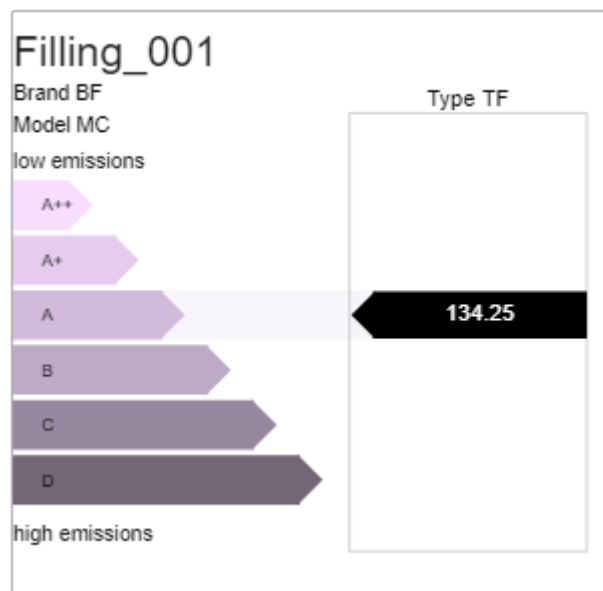 Filling_001
Brand BF
Type TF
Model MC
low emissions
A++
A+
A
134.25
B
C
D
high emissions